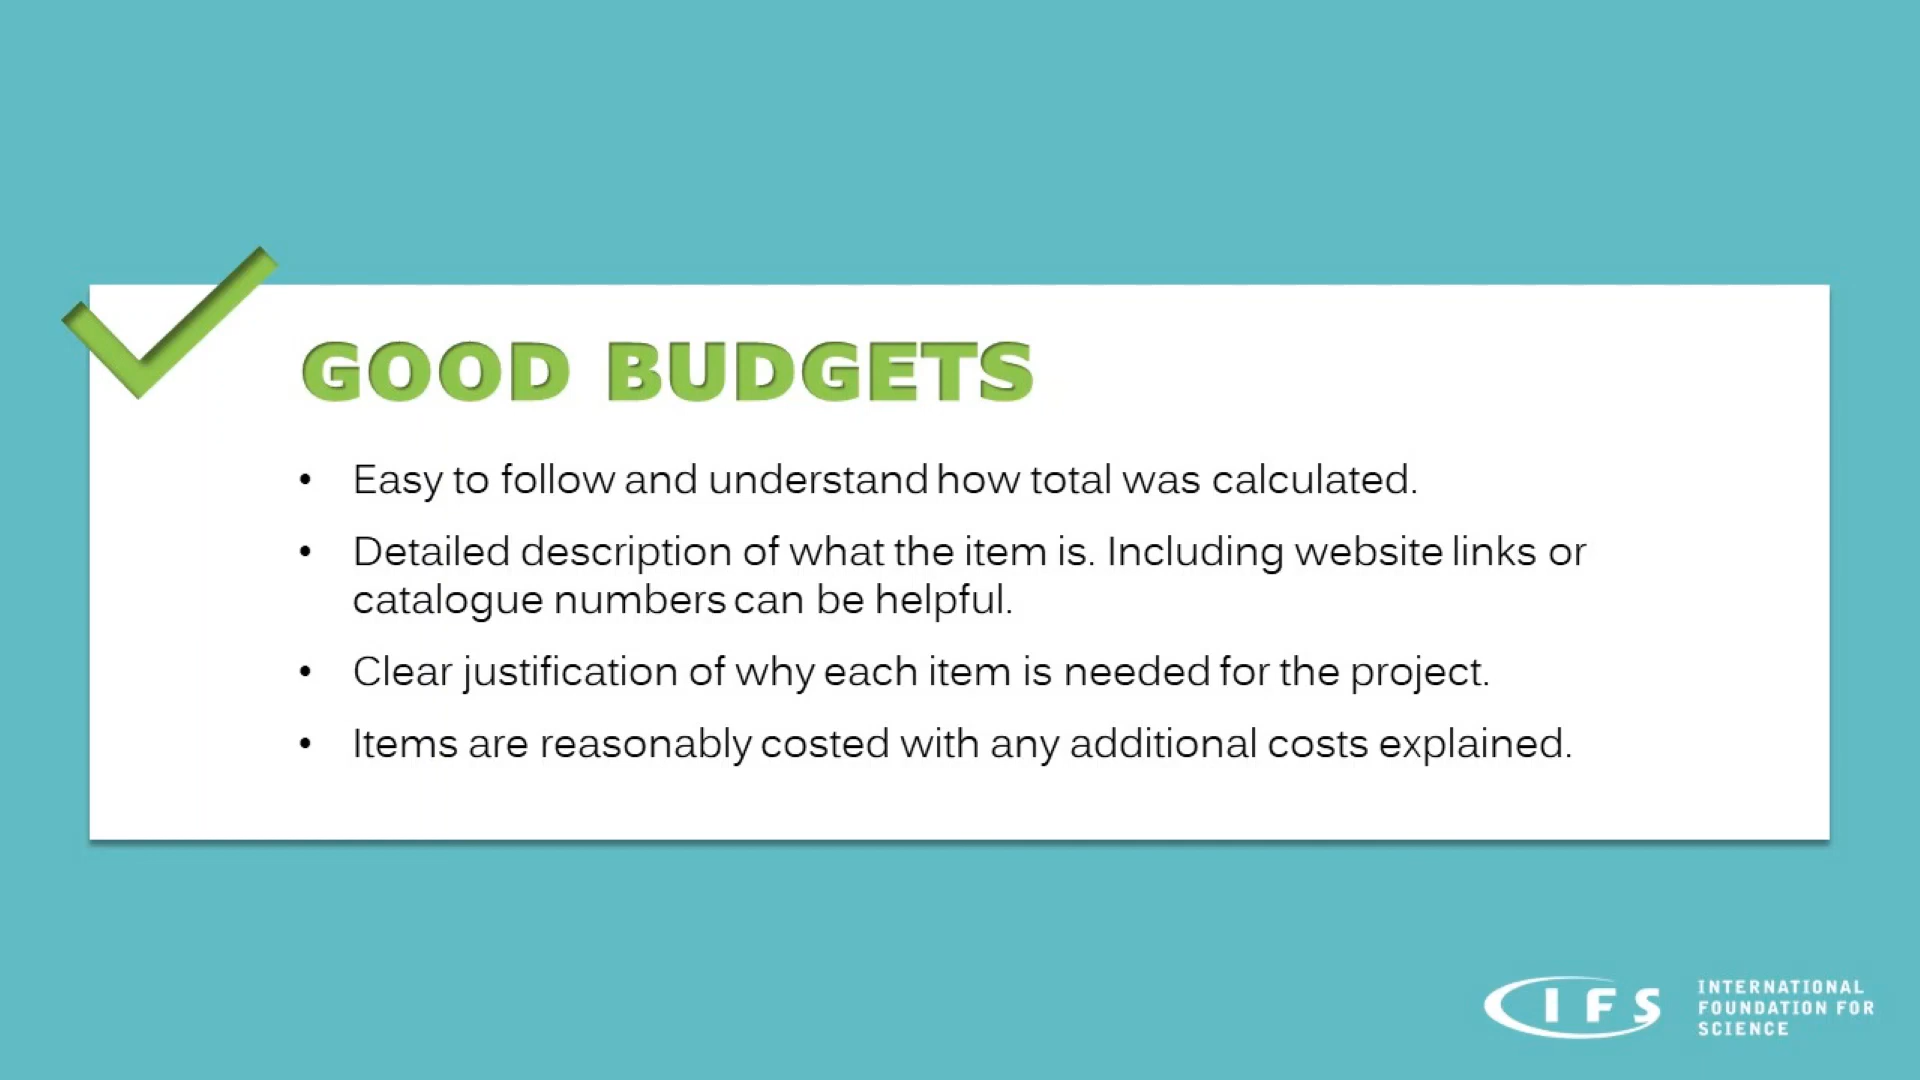 GOOD BUDGETS
• Easy to follow and understand how total was calculated.
• Detailed description of what the item is. Including website links or
catalogue numbers can be helpful.
• Clear justification of why each item is needed for the project.
• Items are reasonably costed with any additional costs explained.
IFS
INTERNATIONAL
FOUNDATION FOR
SCIENCE